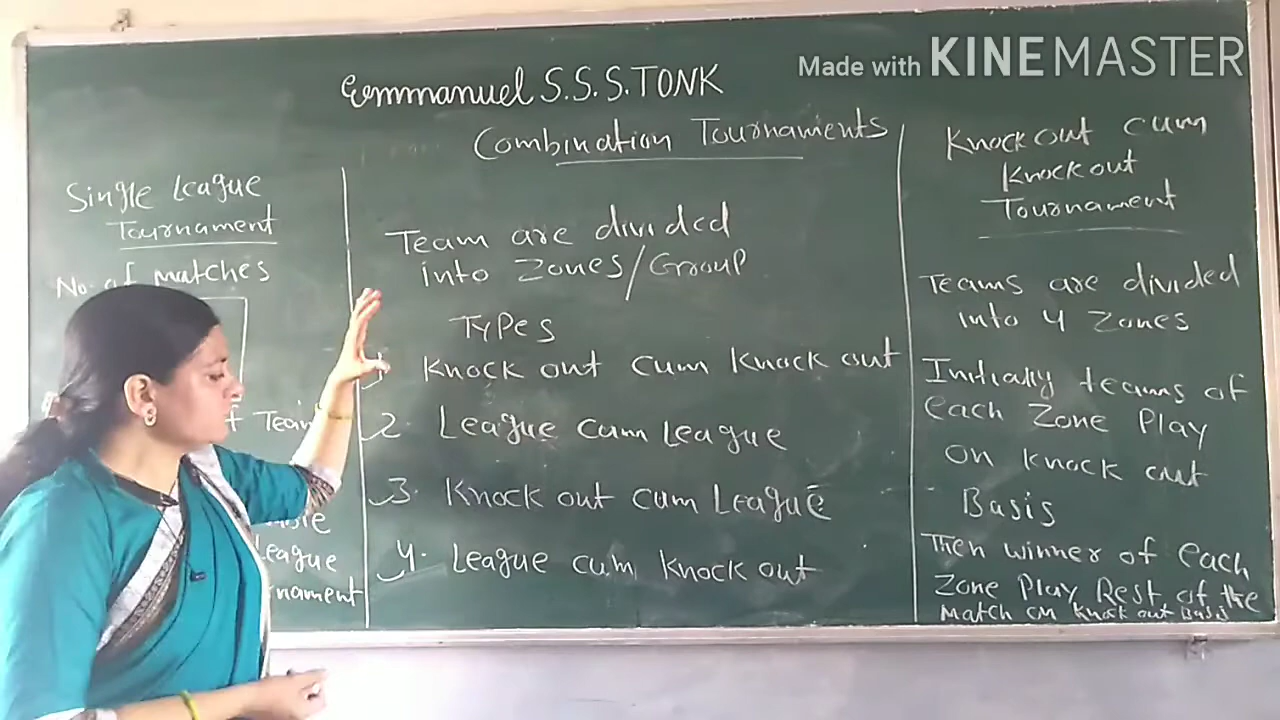 Made with KINEMASTER
Eemmanuel S.S.S.TONK
Combination Tournaments
Single League
Tournament
No. of matches
Team
League
Team are divided
into Zones/Group
Types
1 Knock out cum Knock out
2. League cum League
3. Knock out cum League
4. League cum Knock out
Knock out cum
Knock out
Tournament
Teams are divided
into 4 Zones
Initially teams of
each Zone Play
on Knock out
Basis
Then winner of each
Zone Play Rest of the
match on Knock out Basis